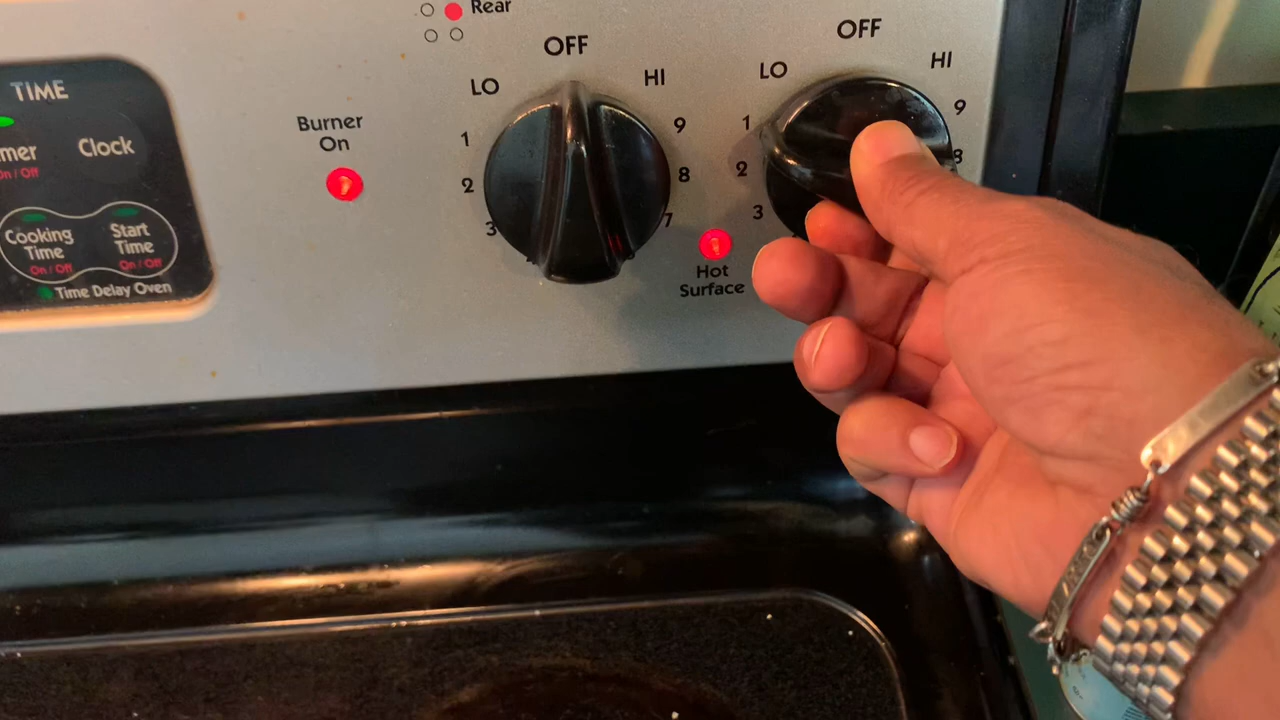 Rear
OFF
OFF
LO
HI
LO
HI
TIME
Burner
On
1
9
1
9
Clock
2
8
2
8
On / Off
3
7
3
Cooking
Time
On / Off
Start
Time
On / Off
Time Delay Oven
Hot
Surface